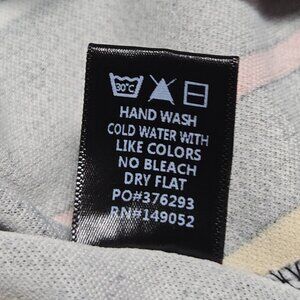 30°C
HAND WASH
COLD WATER WITH
LIKE COLORS
NO BLEACH
DRY FLAT
PO#376293
RN#149052